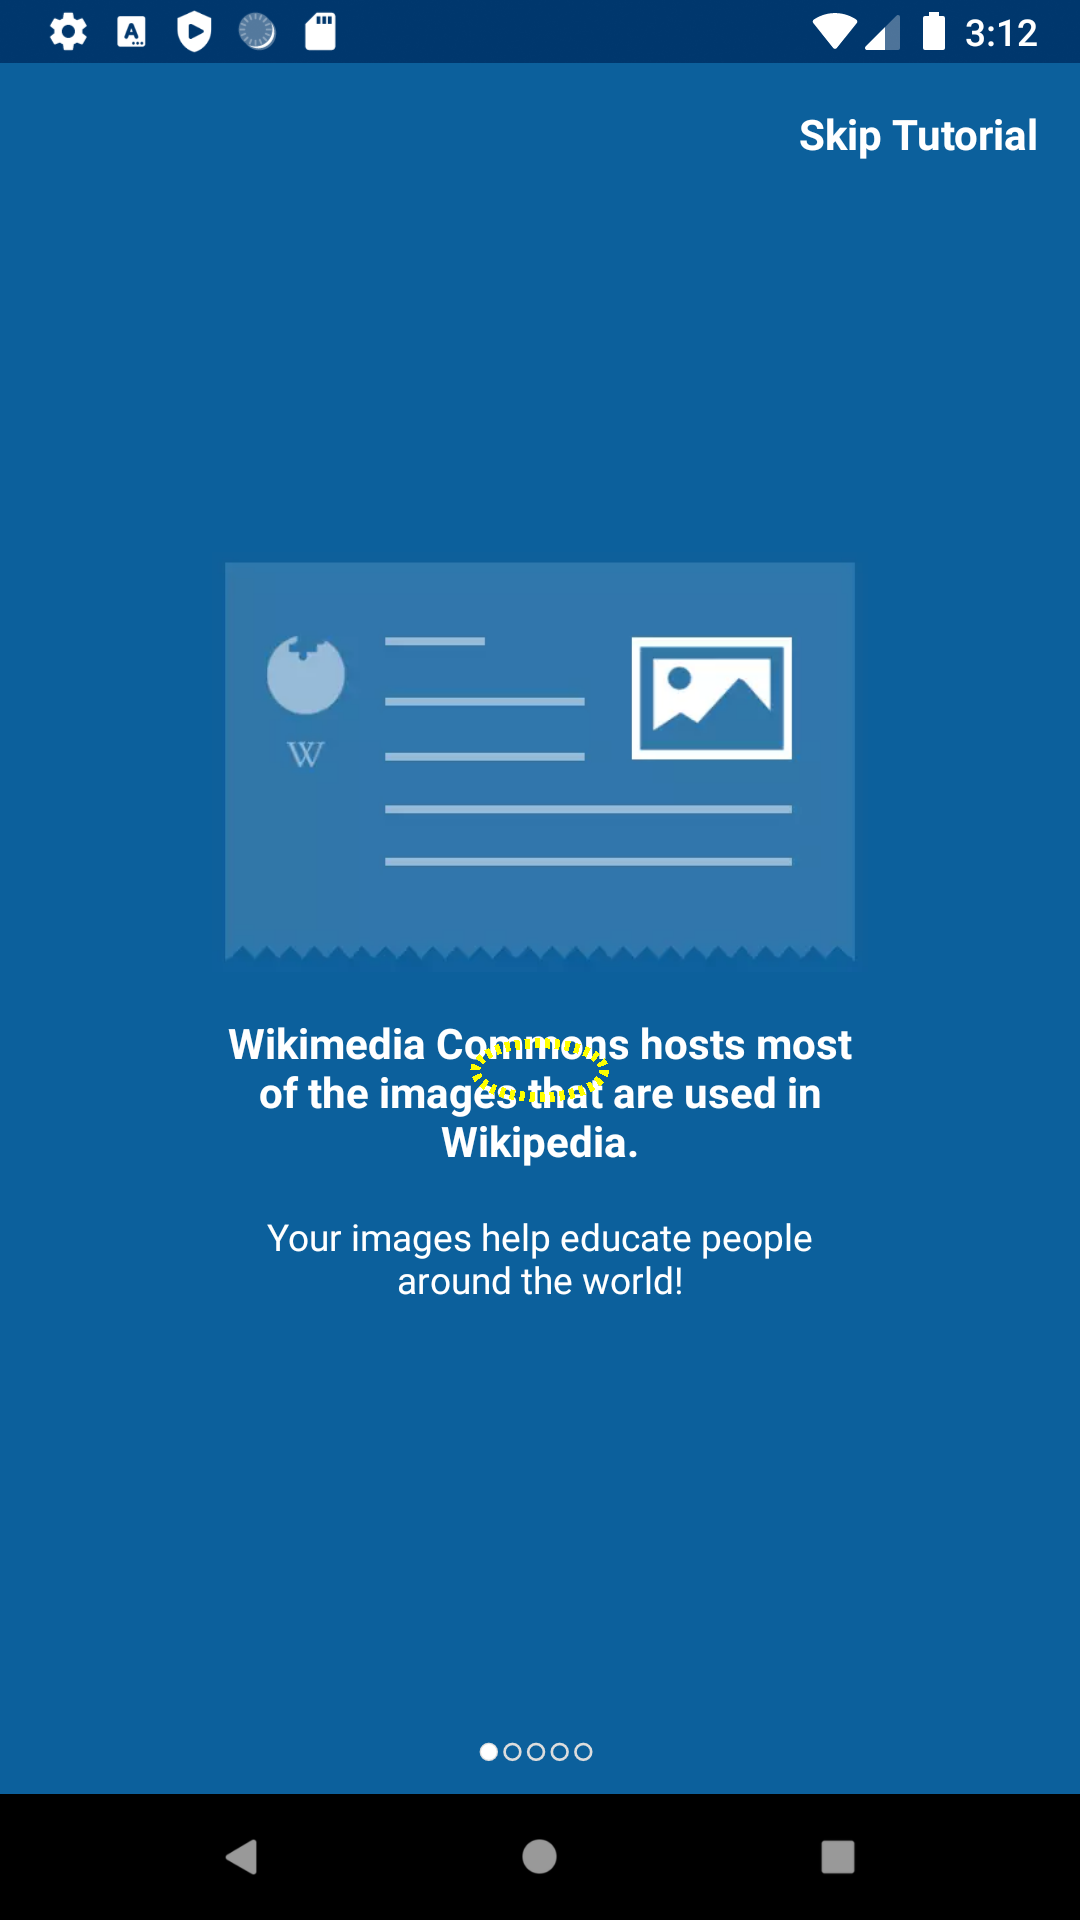 3:12
Skip Tutorial
W
Wikimedia Commons hosts most
of the images that are used in
Wikipedia.
Your images help educate people
around the world!